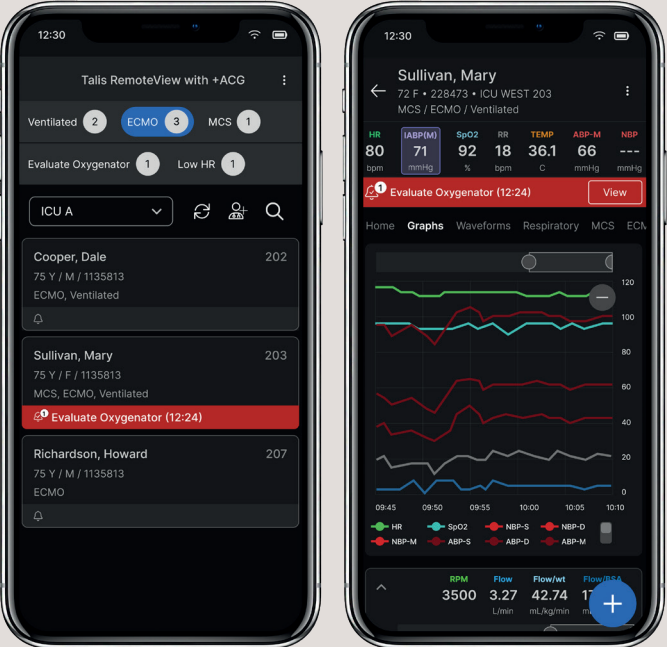 12:30
Talis RemoteView with +ACG
Ventilated 2 ECMO 3 MCS 1
Evaluate Oxygenator 1 Low HR 1
ICU A
Cooper, Dale 202
75 Y / M / 1135813
ECMO, Ventilated
Sullivan, Mary 203
75 Y / F / 1135813
MCS, ECMO, Ventilated
1 Evaluate Oxygenator (12:24)
Richardson, Howard 207
75 Y / M / 1135813
ECMO
12:30
Sullivan, Mary
72 F • 228473 • ICU WEST 203
MCS / ECMO / Ventilated
HR IABP(M) SpO2 RR TEMP ABP-M NBP
80 71 92 18 36.1 66 ---
bpm mmHg % bpm C mmHg mmHg
1 Evaluate Oxygenator (12:24) View
Home Graphs Waveforms Respiratory MCS ECM
120
100
80
60
40
20
0
09:45 09:50 09:55 10:00 10:05 10:10
HR SpO2 NBP-S NBP-D
NBP-M ABP-S ABP-D ABP-M
RPM Flow Flow/wt Flow/BSA
3500 3.27 42.74
L/min mL/kg/min